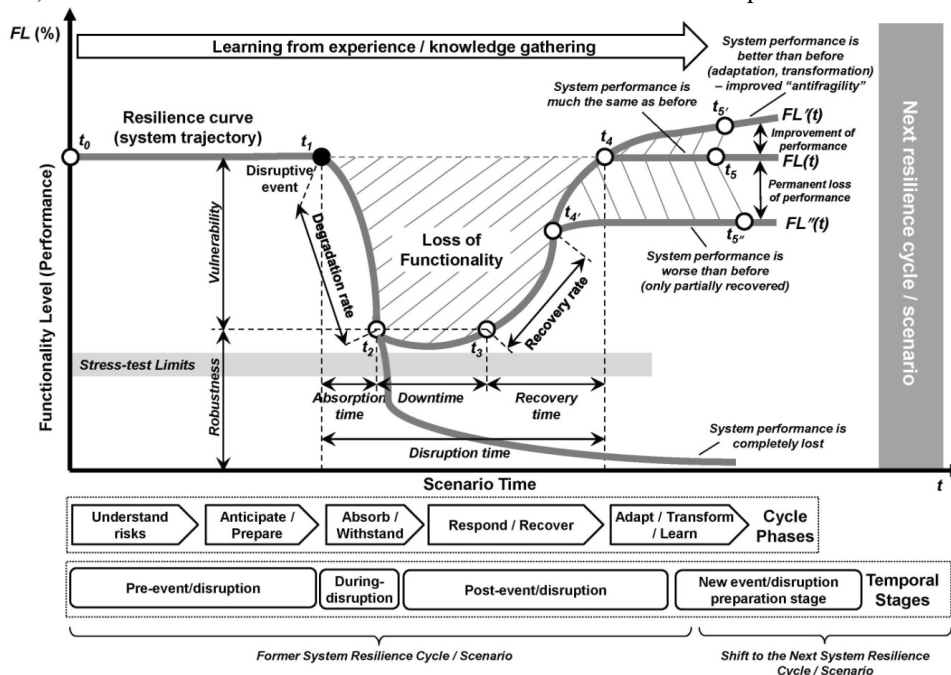 FL (%)
Learning from experience / knowledge gathering
System performance is
better than before
(adaptation, transformation)
– improved "antifragility"
System performance is
much the same as before
Resilience curve
(system trajectory)
t0
t1
t4
t5'
FL'(t)
Improvement of
performance
FL(t)
t5
Permanent loss
of performance
FL"(t)
t5"
t4'
Disruptive
event
Vulnerability
Degradation rate
Loss of
Functionality
Recovery rate
System performance is
worse than before
(only partially recovered)
t2
t3
Stress-test Limits
Robustness
Absorption
time
Downtime
Recovery
time
Disruption time
System performance is
completely lost
Functionality Level (Performance)
Scenario Time
t
Next resilience cycle / scenario
Understand
risks
Anticipate /
Prepare
Absorb /
Withstand
Respond / Recover
Adapt / Transform
/ Learn
Cycle
Phases
Pre-event/disruption
During-
disruption
Post-event/disruption
New event/disruption
preparation stage
Temporal
Stages
Former System Resilience Cycle / Scenario
Shift to the Next System Resilience
Cycle / Scenario